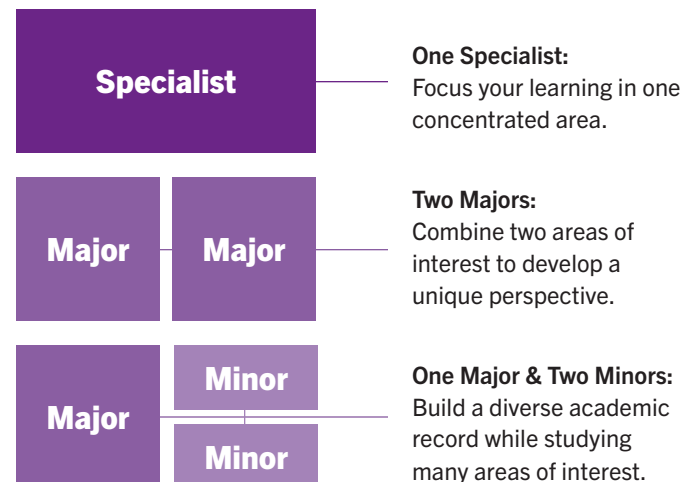 Specialist
One Specialist:
Focus your learning in one
concentrated area.
Major
Major
Two Majors:
Combine two areas of
interest to develop a
unique perspective.
Major
Minor
Minor
One Major & Two Minors:
Build a diverse academic
record while studying
many areas of interest.